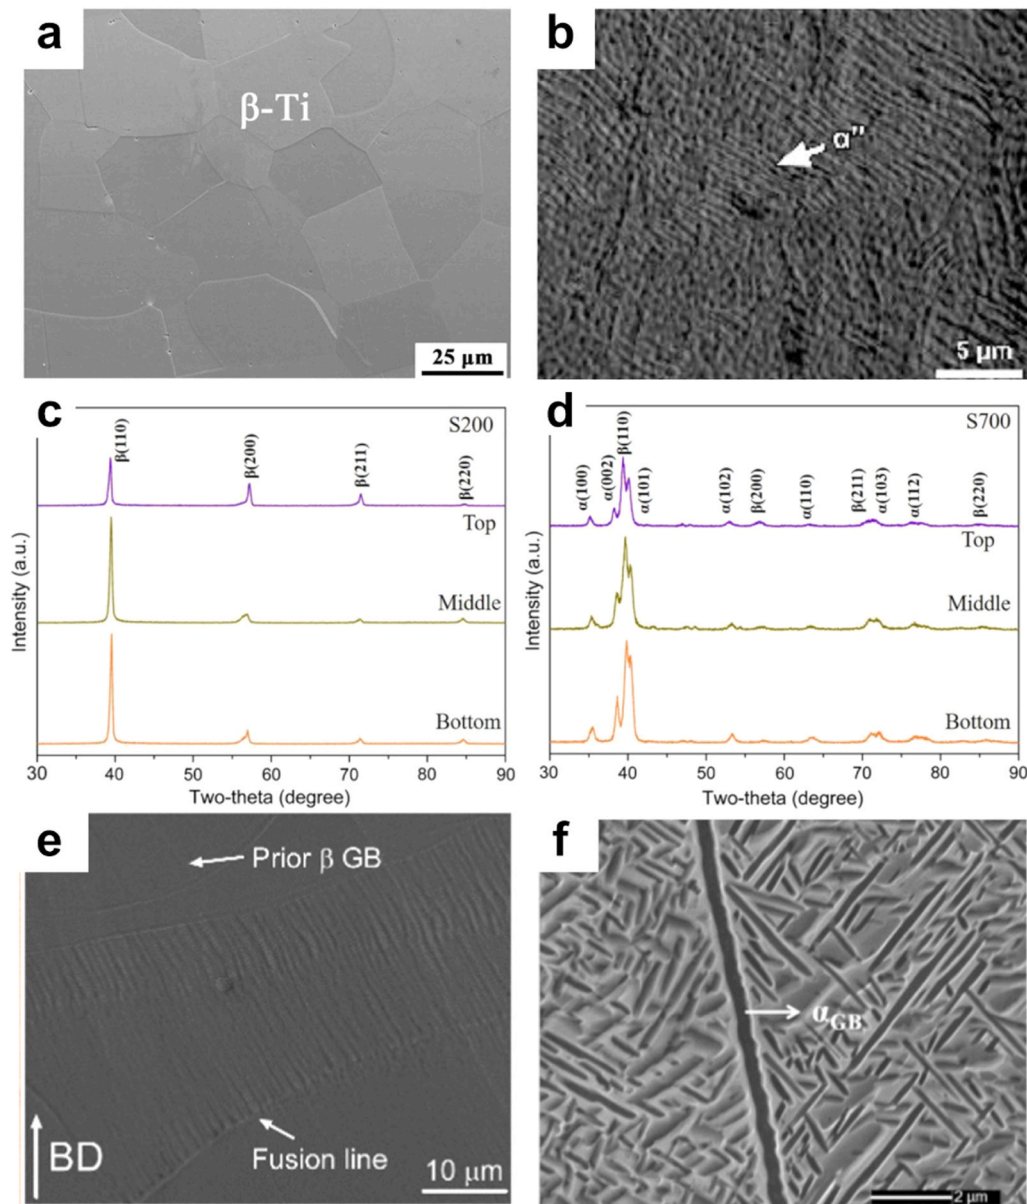 a
β-Ti
25 μm
b
α"
5 μm
c
S200
β(110)
β(200)
β(211)
β(220)
Top
Middle
Bottom
Intensity (a.u.)
30 40 50 60 70 80 90
Two-theta (degree)
d
S700
α(100)
α(002)
β(110)
α(101)
α(102)
β(200)
α(110)
β(211)
α(103)
α(112)
β(220)
Top
Middle
Bottom
Intensity (a.u.)
30 40 50 60 70 80 90
Two-theta (degree)
e
Prior β GB
BD
Fusion line
10 μm
f
αGB
2 μm